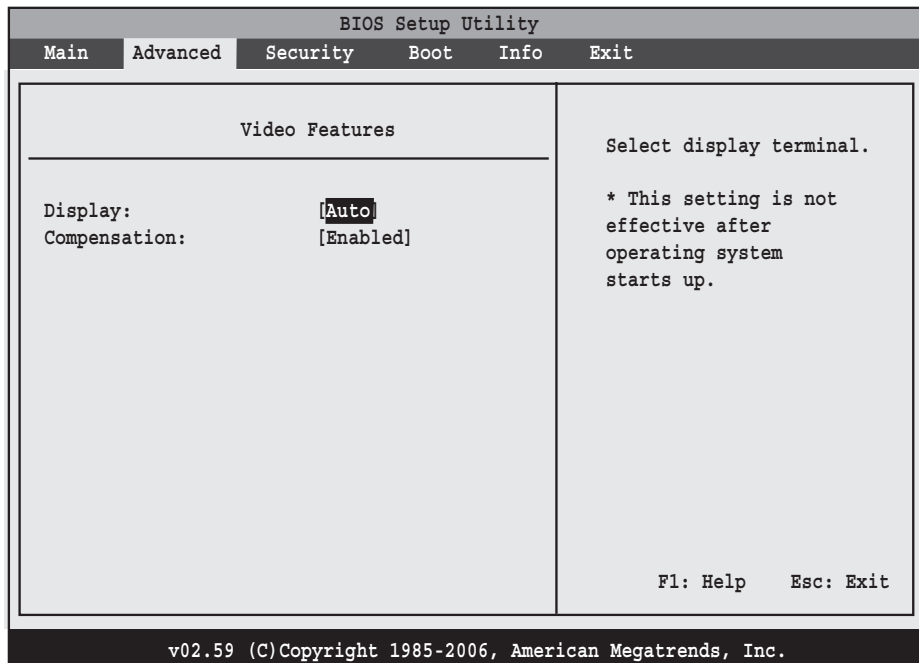 BIOS Setup Utility
Main Advanced Security Boot Info Exit
Video Features
Display: [Auto]
Compensation: [Enabled]
Select display terminal.
* This setting is not
effective after
operating system
starts up.
F1: Help Esc: Exit
v02.59 (C)Copyright 1985-2006, American Megatrends, Inc.